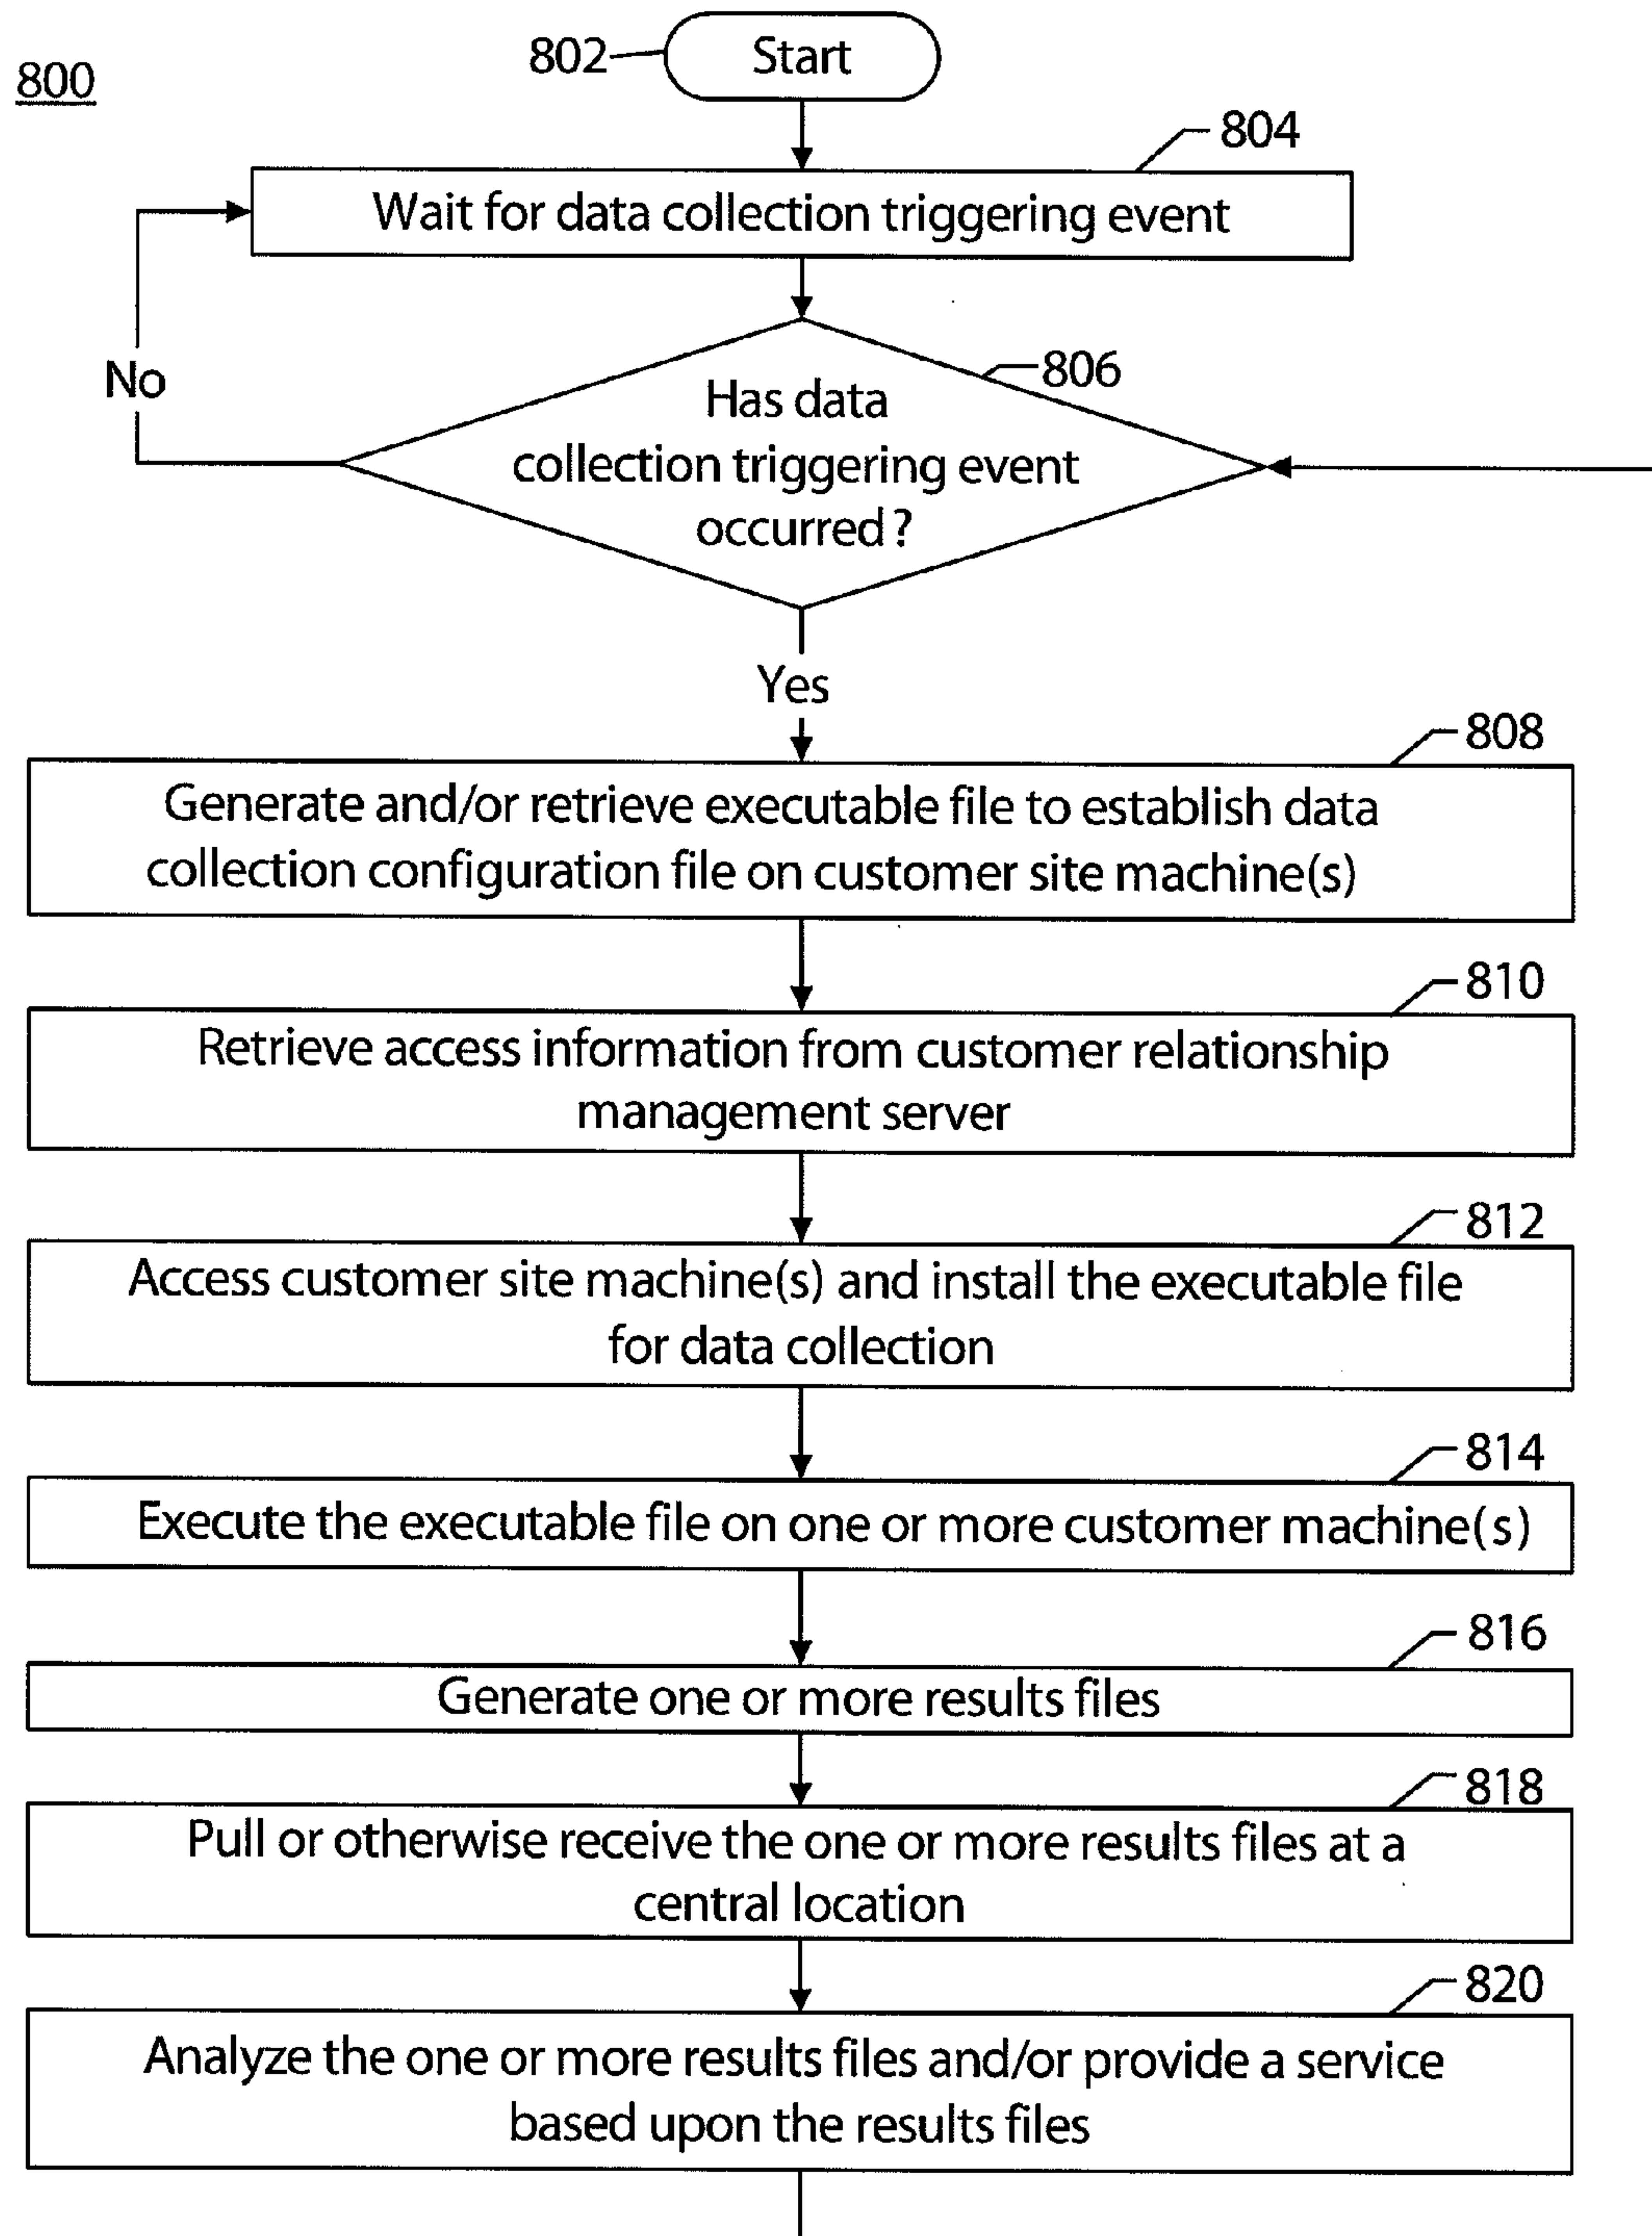 802
Start
800
804
Wait for data collection triggering event
No
806
Has data
collection triggering event
occurred?
Yes
808
Generate and/or retrieve executable file to establish data
collection configuration file on customer site machine(s)
810
Retrieve access information from customer relationship
management server
812
Access customer site machine(s) and install the executable file
for data collection
814
Execute the executable file on one or more customer machine(s)
816
Generate one or more results files
818
Pull or otherwise receive the one or more results files at a
central location
820
Analyze the one or more results files and/or provide a service
based upon the results files